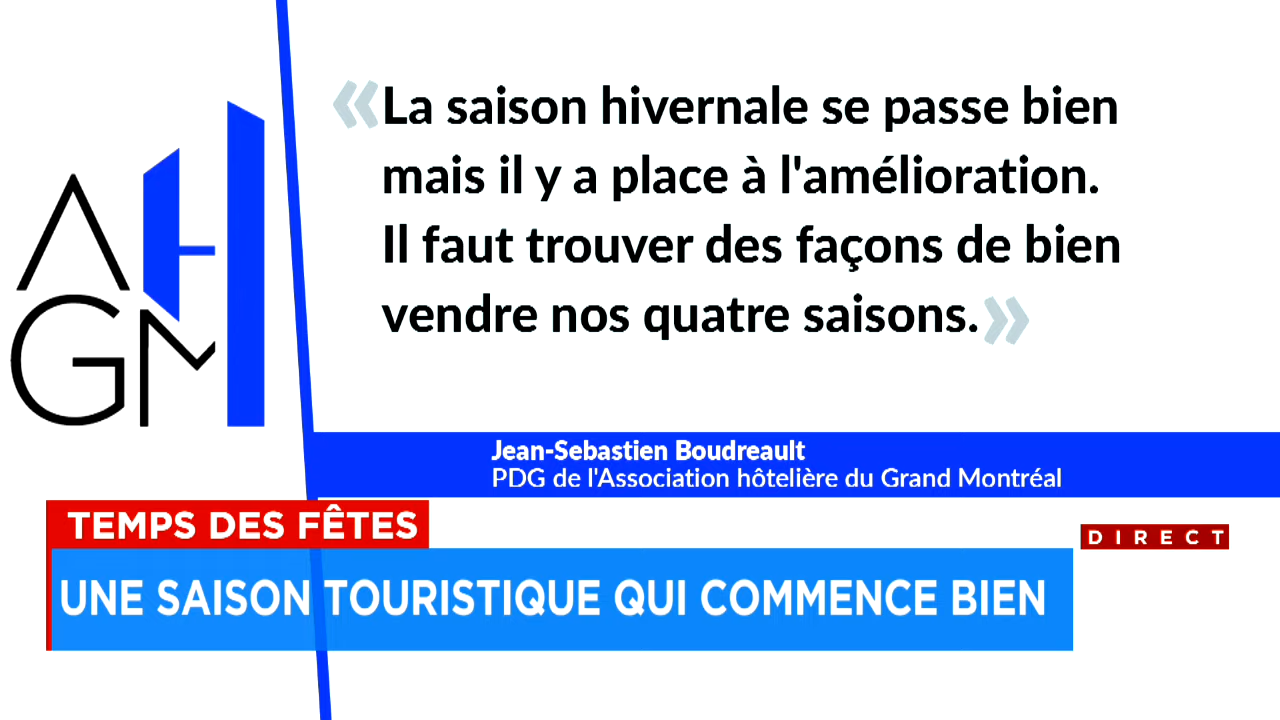 AH
GM
« La saison hivernale se passe bien
mais il y a place à l'amélioration.
Il faut trouver des façons de bien
vendre nos quatre saisons. »
Jean-Sebastien Boudreault
PDG de l'Association hôtelière du Grand Montréal
TEMPS DES FÊTES
DIRECT
UNE SAISON TOURISTIQUE QUI COMMENCE BIEN